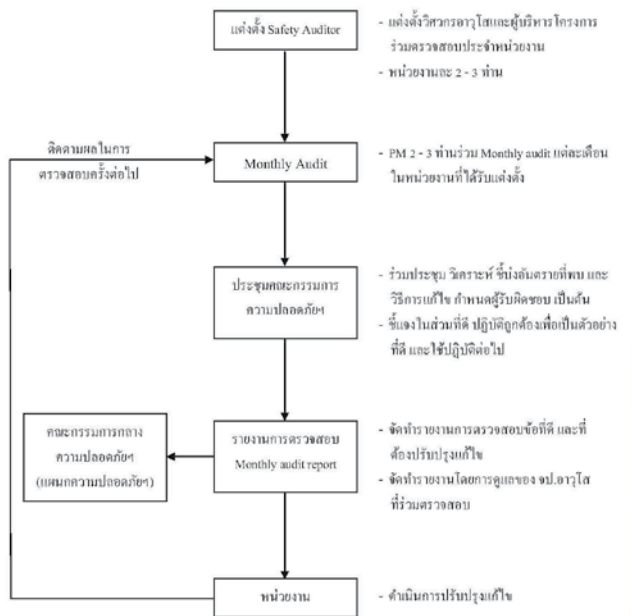 แต่งตั้ง Safety Auditor
- แต่งตั้งวิศวกรอาวุโสและผู้บริหารโครงการ
ร่วมตรวจสอบประจำหน่วยงาน
- หน่วยงานละ 2 - 3 ท่าน
ติดตามผลในการ
ตรวจสอบครั้งต่อไป
Monthly Audit
- PM 2 - 3 ท่านร่วม Monthly audit แต่ละเดือน
ในหน่วยงานที่ได้รับแต่งตั้ง
ประชุมคณะกรรมการ
ความปลอดภัยฯ
- ร่วมประชุม วิเคราะห์ ชี้บ่งอันตรายที่พบ และ
วิธีการแก้ไข กำหนดผู้รับผิดชอบ เป็นต้น
- ชี้แจงในส่วนที่ดี ปฏิบัติถูกต้องเพื่อเป็นตัวอย่าง
ที่ดี และใช้ปฏิบัติต่อไป
คณะกรรมการกลาง
ความปลอดภัยฯ
(แผนกความปลอดภัยฯ)
รายงานการตรวจสอบ
Monthly audit report
- จัดทำรายงานการตรวจสอบข้อที่ดี และที่
ต้องปรับปรุงแก้ไข
- จัดทำรายงานโดยการดูแลของ จป.อาวุโส
ที่ร่วมตรวจสอบ
หน่วยงาน
- ดำเนินการปรับปรุงแก้ไข